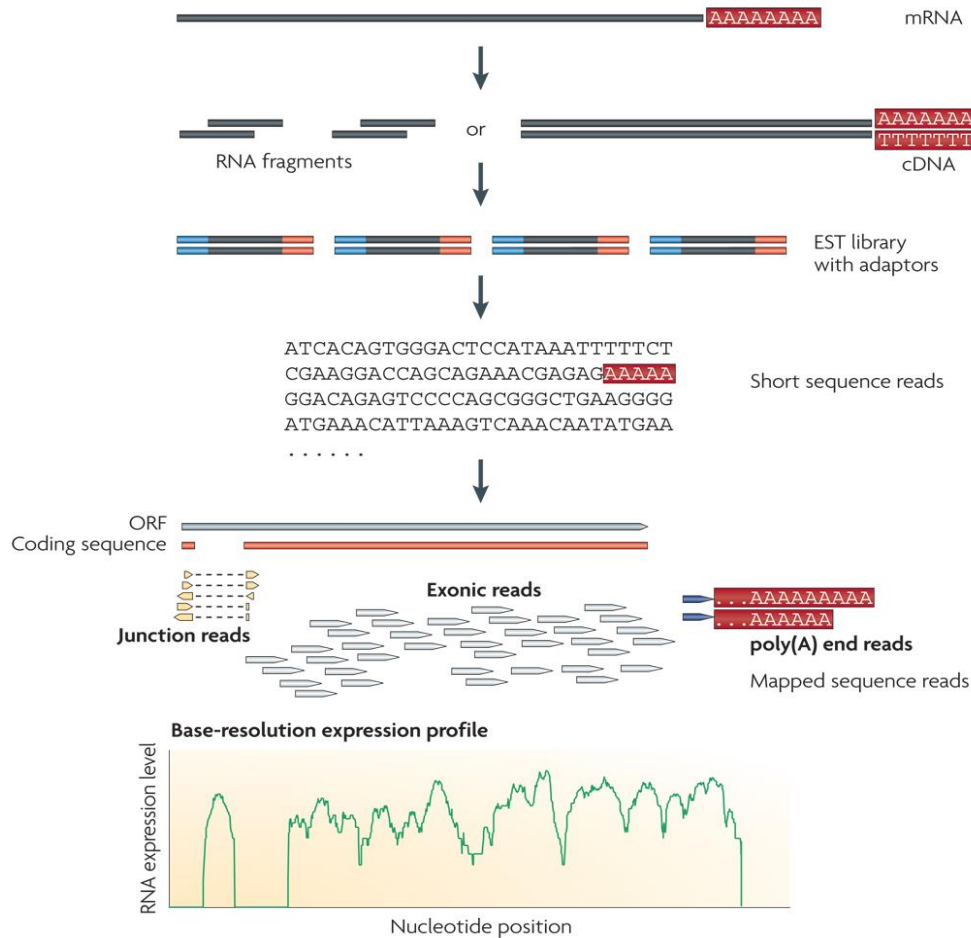 AAAAAAAA mRNA
or
AAAAAAA
TTTTTTT
RNA fragments
cDNA
EST library
with adaptors
ATCACAGTGGGACTCCATAAATTTTTCT
CGAAGGACCAGCAGAAACGAGAGAAAAA
GGACAGAGTCCCCAGCGGGCTGAAGGGG
ATGAAACATTAAAGTCAAACAATATGAA
. . . . . .
Short sequence reads
ORF
Coding sequence
Exonic reads
Junction reads
...AAAAAAAAA
...AAAAAA
poly(A) end reads
Mapped sequence reads
Base-resolution expression profile
RNA expression level
Nucleotide position